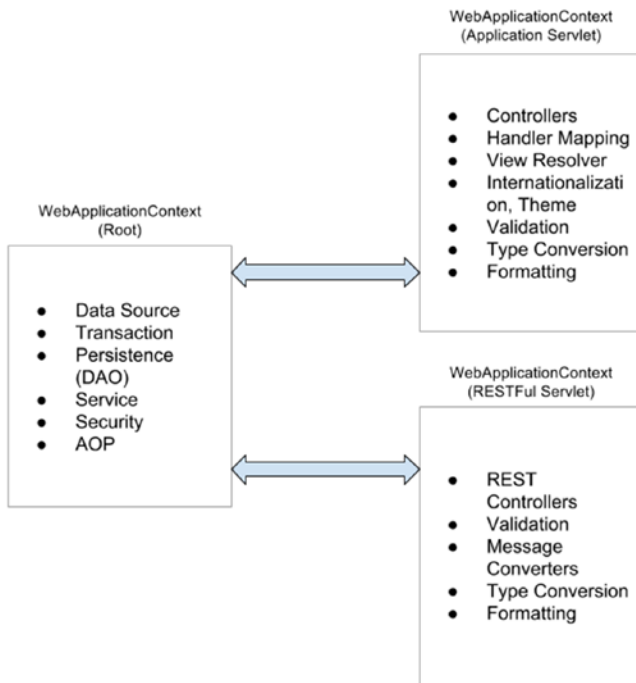 WebApplicationContext
(Application Servlet)
● Controllers
● Handler Mapping
● View Resolver
● Internationalizati
on, Theme
● Validation
● Type Conversion
● Formatting
WebApplicationContext
(Root)
● Data Source
● Transaction
● Persistence
(DAO)
● Service
● Security
● AOP
WebApplicationContext
(RESTFul Servlet)
● REST
Controllers
● Validation
● Message
Converters
● Type Conversion
● Formatting